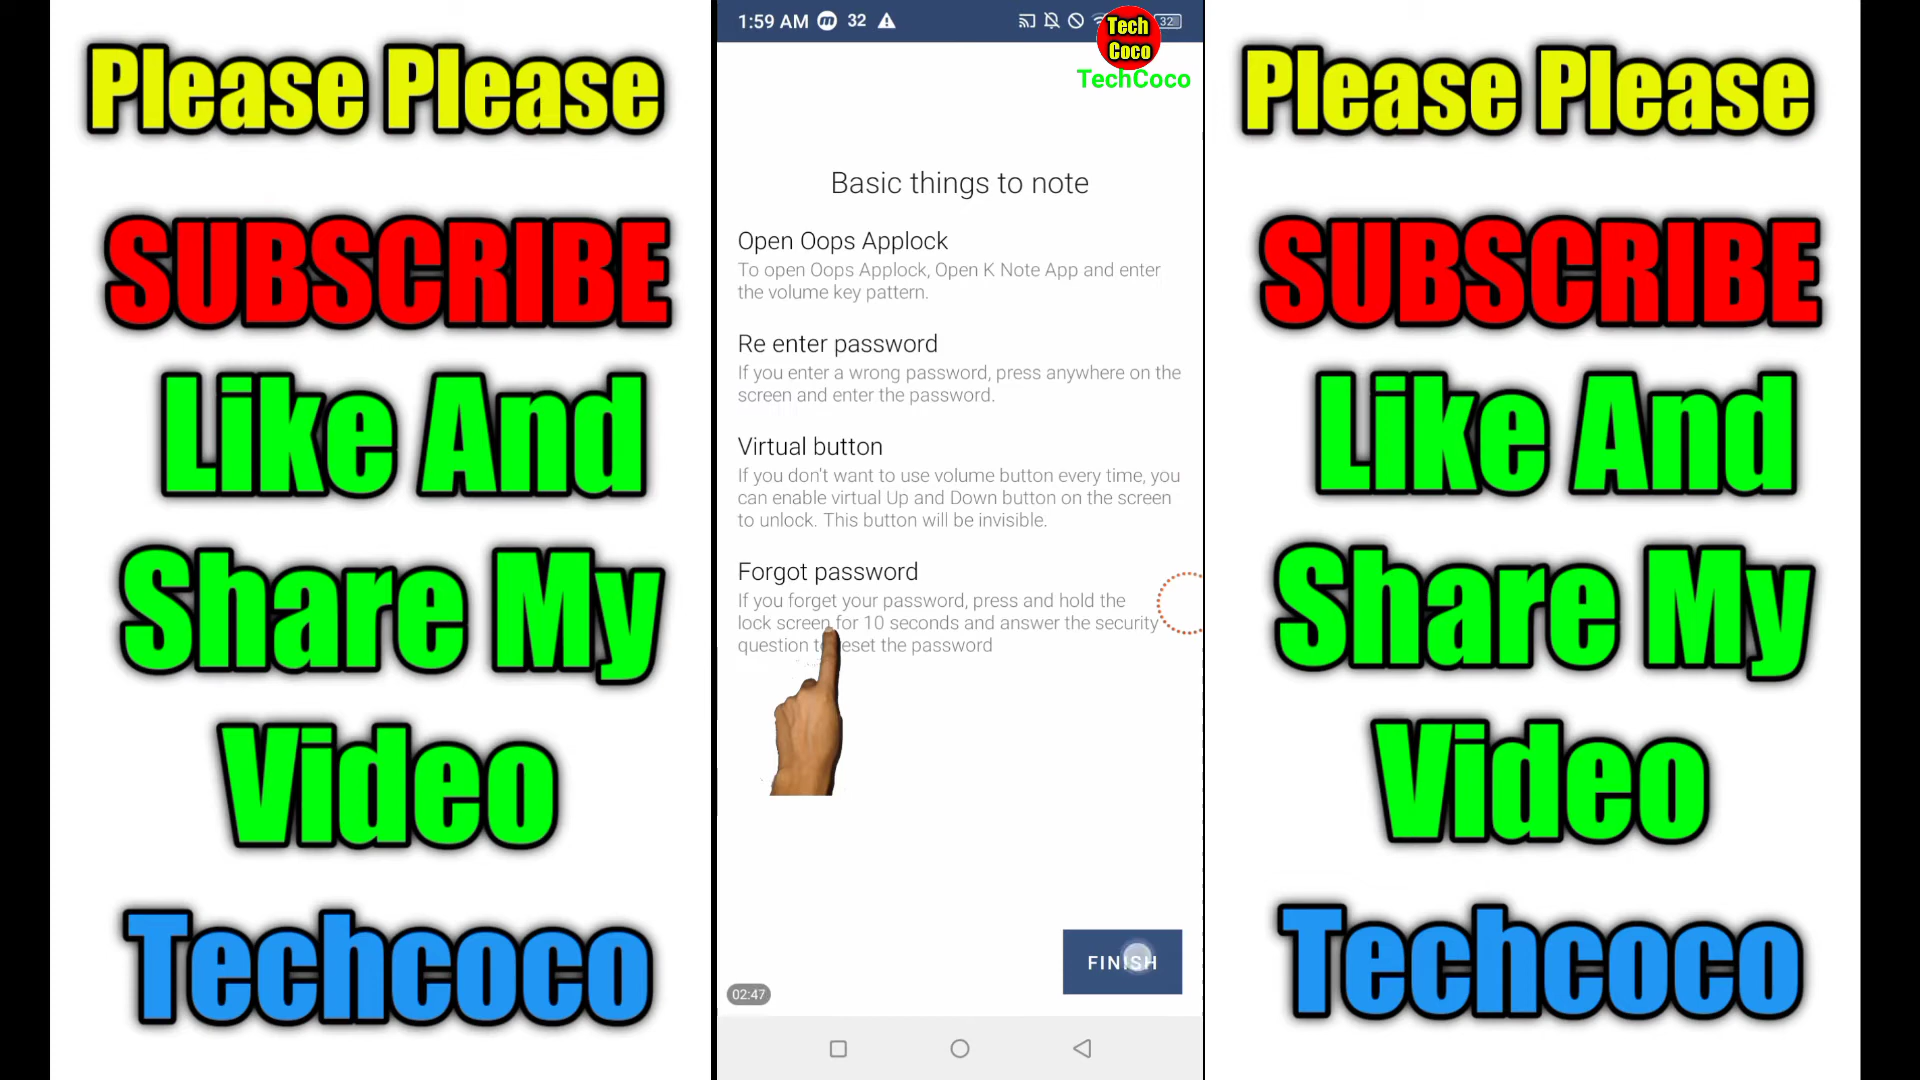 Please Please
SUBSCRIBE
Like And
Share My
Video
Techcoco
1:59 AM 32
32
Tech
Coco
TechCoco
Basic things to note
Open Oops Applock
To open Oops Applock, Open K Note App and enter
the volume key pattern.
Re enter password
If you enter a wrong password, press anywhere on the
screen and enter the password.
Virtual button
If you don't want to use volume button every time, you
can enable virtual Up and Down button on the screen
to unlock. This button will be invisible.
Forgot password
If you forget your password, press and hold the
lock screen for 10 seconds and answer the security
question to reset the password
FINISH
02:47
Please Please
SUBSCRIBE
Like And
Share My
Video
Techcoco